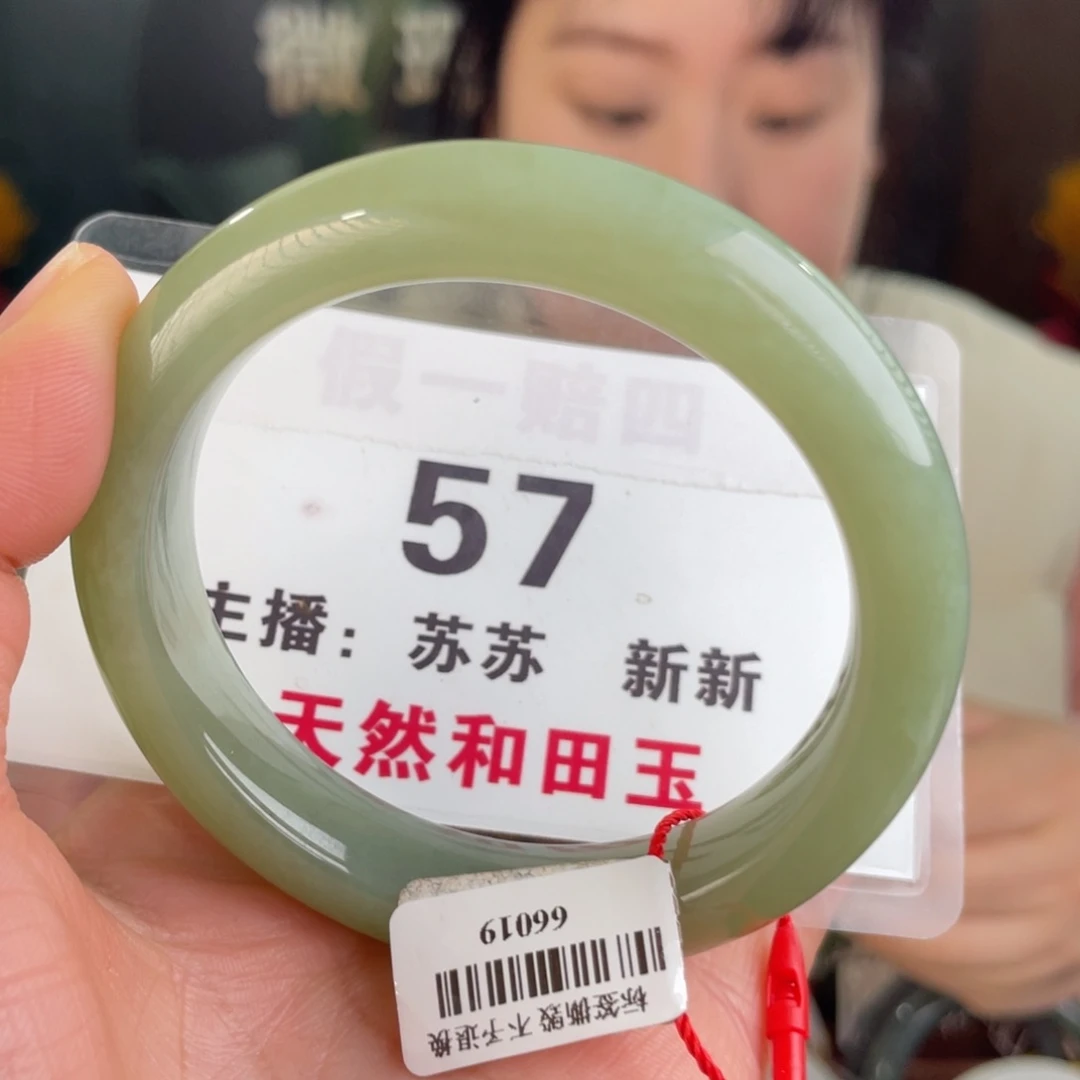 微
假一赔四
57
主播：苏苏 新新
天然和田玉
66019
标签撕毁 不予退换